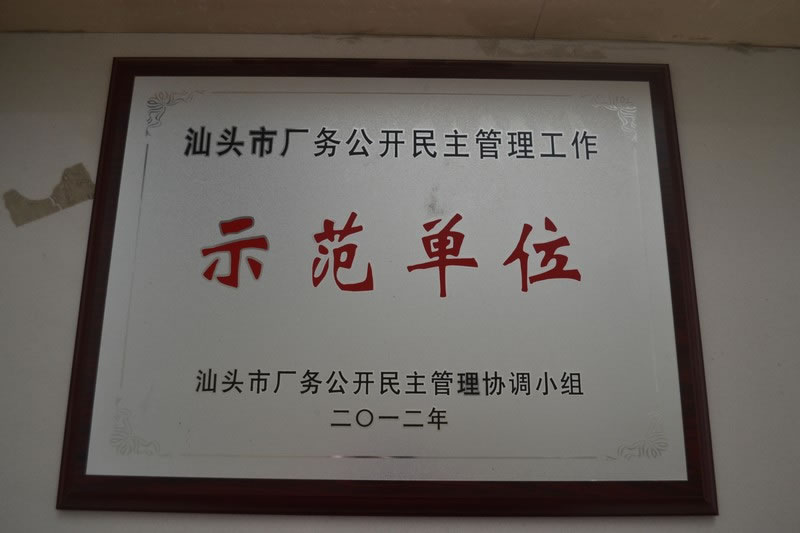 汕头市厂务公开民主管理工作
示范单位
汕头市厂务公开民主管理协调小组
二〇一二年